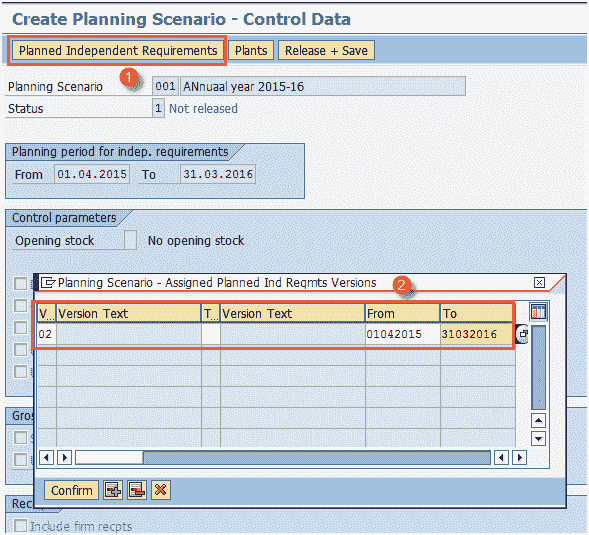 Create Planning Scenario - Control Data
Planned Independent Requirements Plants Release + Save
1
Planning Scenario 001 ANnuaal year 2015-16
Status 1 Not released
Planning period for indep. requirements
From 01.04.2015 To 31.03.2016
Control parameters
Opening stock No opening stock
Planning Scenario - Assigned Planned Ind Reqmts Versions
2
V... Version Text T... Version Text From To
02 01042015 31032016
Gros
Confirm
Rec
Include firm recpts